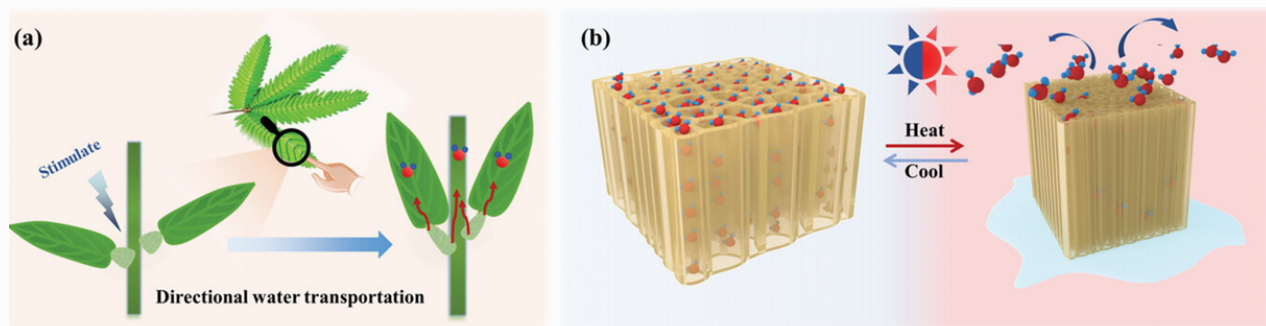 (a)
Stimulate
Directional water transportation
(b)
Heat
Cool